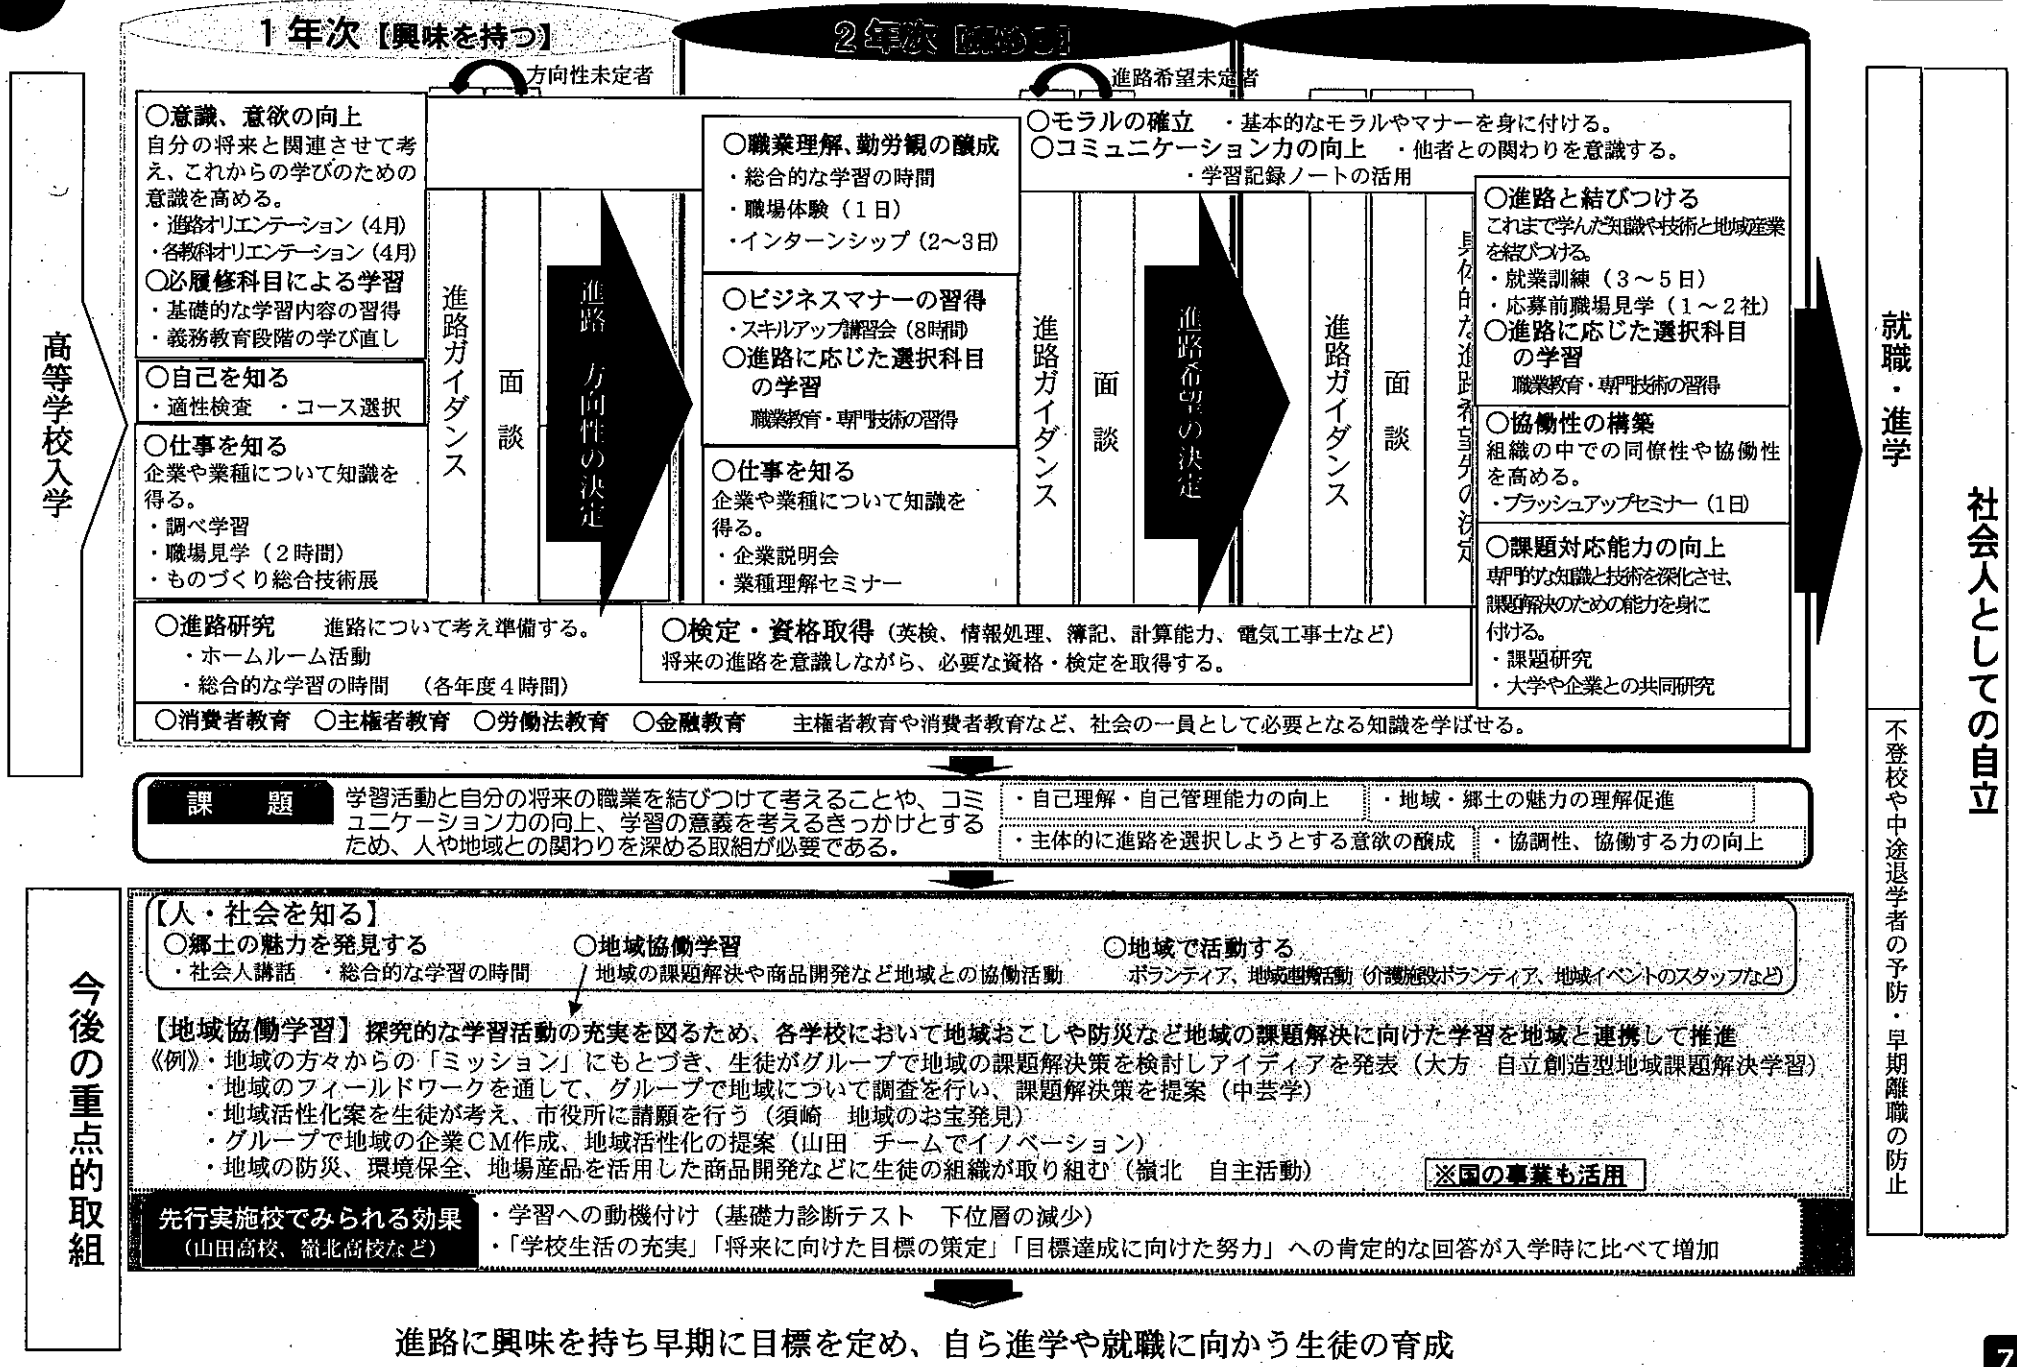 1年次【興味を持つ】
2年次
方向性未定者
進路希望未定者
高等学校入学
○意識、意欲の向上
自分の将来と関連させて考
え、これからの学びのための
意識を高める。
・進路オリエンテーション（4月）
・各教科オリエンテーション（4月）
○必履修科目による学習
・基礎的な学習内容の習得
・義務教育段階の学び直し
○自己を知る
・適性検査　・コース選択
○仕事を知る
企業や業種について知識を
得る。
・調べ学習
・職場見学（2時間）
・ものづくり総合技術展
進路ガイダンス
面談
進路　方向性の決定
○職業理解、勤労観の醸成
・総合的な学習の時間
・職場体験（1日）
・インターンシップ（2～3日）
○ビジネスマナーの習得
・スキルアップ講習会（8時間）
○進路に応じた選択科目
の学習
職業教育・専門技術の習得
○仕事を知る
企業や業種について知識を
得る。
・企業説明会
・業種理解セミナー
○モラルの確立　・基本的なモラルやマナーを身に付ける。
○コミュニケーション力の向上　・他者との関わりを意識する。
・学習記録ノートの活用
進路ガイダンス
面談
進路希望の決定
進路ガイダンス
面談
具体的な進路希望先の決定
○進路と結びつける
これまで学んだ知識や技術と地域産業
を結びつける。
・就業訓練（3～5日）
・応募前職場見学（1～2社）
○進路に応じた選択科目
の学習
職業教育・専門技術の習得
○協働性の構築
組織の中での同僚性や協働性
を高める。
・ブラッシュアップセミナー（1日）
○課題対応能力の向上
専門的な知識と技術を深化させ、
課題解決のための能力を身に
付ける。
・課題研究
・大学や企業との共同研究
○進路研究　進路について考え準備する。
・ホームルーム活動
・総合的な学習の時間　（各年度4時間）
○検定・資格取得（英検、情報処理、簿記、計算能力、電気工事士など）
将来の進路を意識しながら、必要な資格・検定を取得する。
○消費者教育　○主権者教育　○労働法教育　○金融教育　主権者教育や消費者教育など、社会の一員として必要となる知識を学ばせる。
就職・進学
不登校や中途退学者の予防・早期離職の防止
社会人としての自立
課　題
学習活動と自分の将来の職業を結びつけて考えることや、コミ
ュニケーション力の向上、学習の意義を考えるきっかけとする
ため、人や地域との関わりを深める取組が必要である。
・自己理解・自己管理能力の向上
・地域・郷土の魅力の理解促進
・主体的に進路を選択しようとする意欲の醸成
・協調性、協働する力の向上
今後の重点的取組
【人・社会を知る】
○郷土の魅力を発見する
・社会人講話　・総合的な学習の時間
○地域協働学習
地域の課題解決や商品開発など地域との協働活動
○地域で活動する
ボランティア、地域連携活動（介護施設ボランティア、地域イベントのスタッフなど）
【地域協働学習】探究的な学習活動の充実を図るため、各学校において地域おこしや防災など地域の課題解決に向けた学習を地域と連携して推進
《例》・地域の方々からの「ミッション」にもとづき、生徒がグループで地域の課題解決策を検討しアイディアを発表（大方　自立創造型地域課題解決学習）
・地域のフィールドワークを通して、グループで地域について調査を行い、課題解決策を提案（中芸学）
・地域活性化案を生徒が考え、市役所に請願を行う（須崎　地域のお宝発見）
・グループで地域の企業CM作成、地域活性化の提案（山田　チームでイノベーション）
・地域の防災、環境保全、地場産品を活用した商品開発などに生徒の組織が取り組む（嶺北　自主活動）
※国の事業も活用
先行実施校でみられる効果
（山田高校、嶺北高校など）
・学習への動機付け（基礎力診断テスト　下位層の減少）
・「学校生活の充実」「将来に向けた目標の策定」「目標達成に向けた努力」への肯定的な回答が入学時に比べて増加
進路に興味を持ち早期に目標を定め、自ら進学や就職に向かう生徒の育成
7